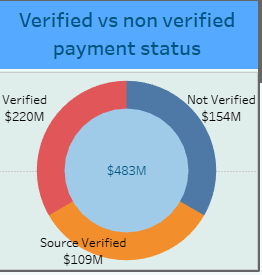 Verified vs non verified
payment status
Verified
$220M
Not Verified
$154M
$483M
Source Verified
$109M